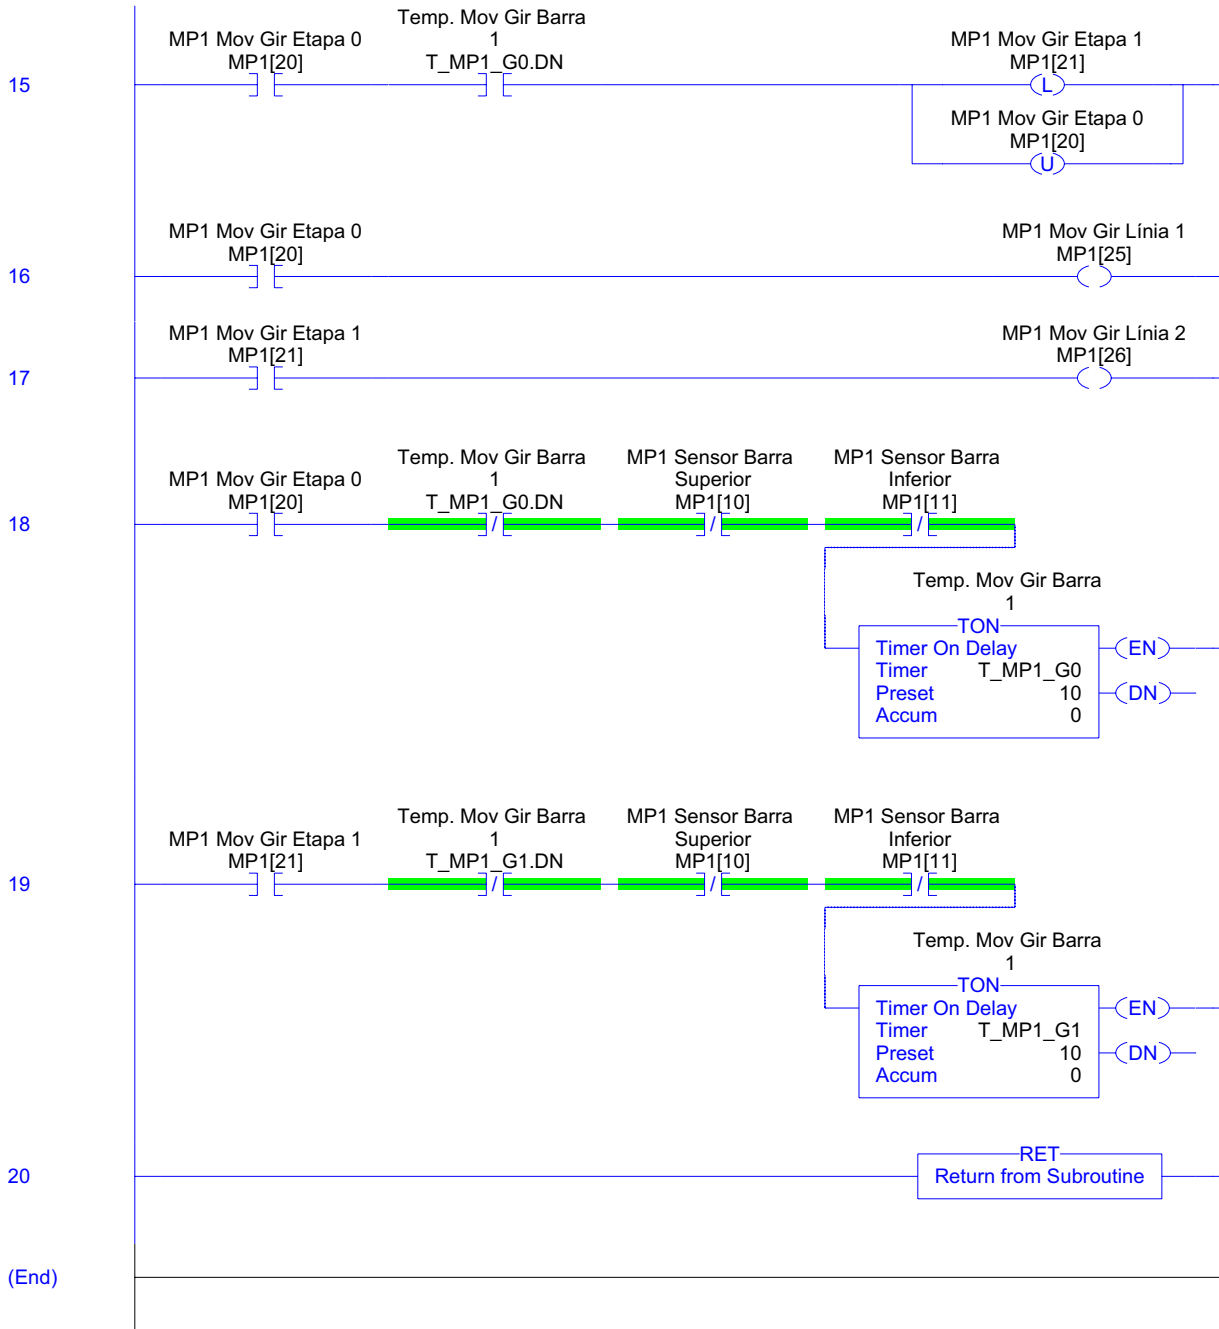 MP1 Mov Gir Etapa 0
MP1[20]
Temp. Mov Gir Barra
1
T_MP1_G0.DN
MP1 Mov Gir Etapa 1
MP1[21]
15
L
MP1 Mov Gir Etapa 0
MP1[20]
U
MP1 Mov Gir Etapa 0
MP1[20]
MP1 Mov Gir Línia 1
MP1[25]
16
MP1 Mov Gir Etapa 1
MP1[21]
MP1 Mov Gir Línia 2
MP1[26]
17
MP1 Mov Gir Etapa 0
MP1[20]
Temp. Mov Gir Barra
1
T_MP1_G0.DN
MP1 Sensor Barra
Superior
MP1[10]
MP1 Sensor Barra
Inferior
MP1[11]
18
/ / /
Temp. Mov Gir Barra
1
TON
Timer On Delay
Timer T_MP1_G0
Preset 10
Accum 0
EN
DN
MP1 Mov Gir Etapa 1
MP1[21]
Temp. Mov Gir Barra
1
T_MP1_G1.DN
MP1 Sensor Barra
Superior
MP1[10]
MP1 Sensor Barra
Inferior
MP1[11]
19
/ / /
Temp. Mov Gir Barra
1
TON
Timer On Delay
Timer T_MP1_G1
Preset 10
Accum 0
EN
DN
20
RET
Return from Subroutine
(End)